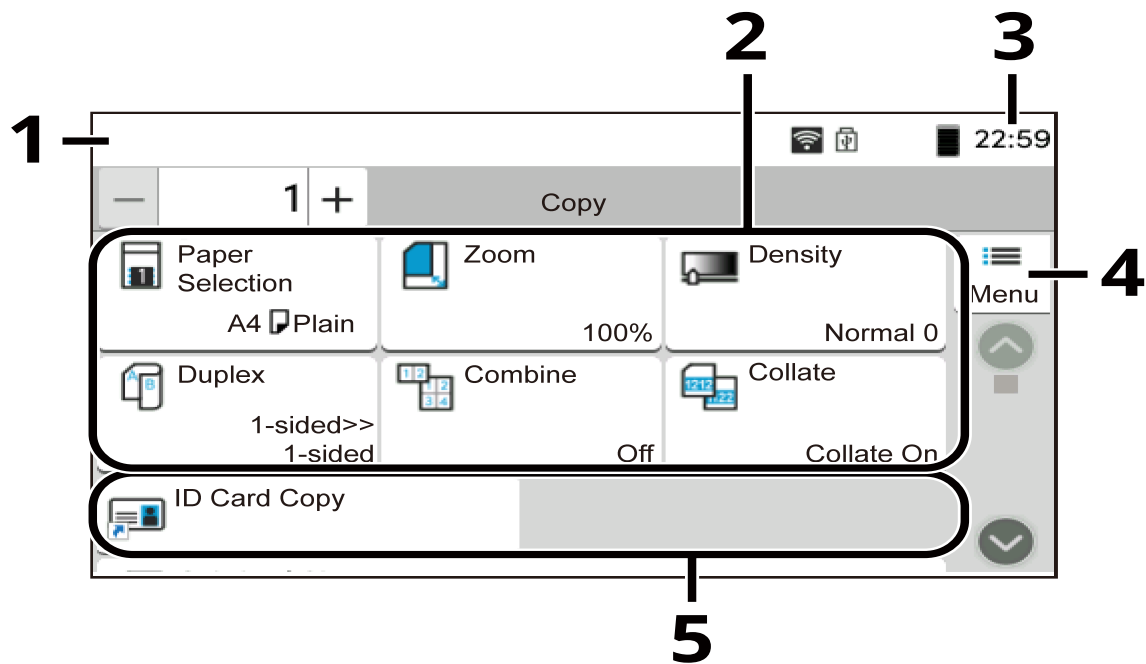 2
3
1
22:59
− 1 +
Copy
Paper
Selection
A4 Plain
Zoom
100%
Density
Normal 0
Menu
4
Duplex
1-sided>>
1-sided
Combine
Off
Collate
Collate On
ID Card Copy
5